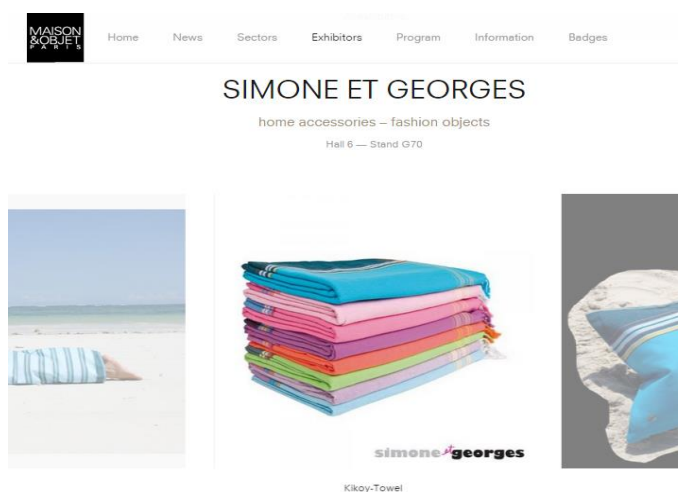 MAISON
&OBJET
PARIS
Home News Sectors Exhibitors Program Information Badges
SIMONE ET GEORGES
home accessories – fashion objects
Hall 6 — Stand G70
simone et georges
Kikoy-Towel